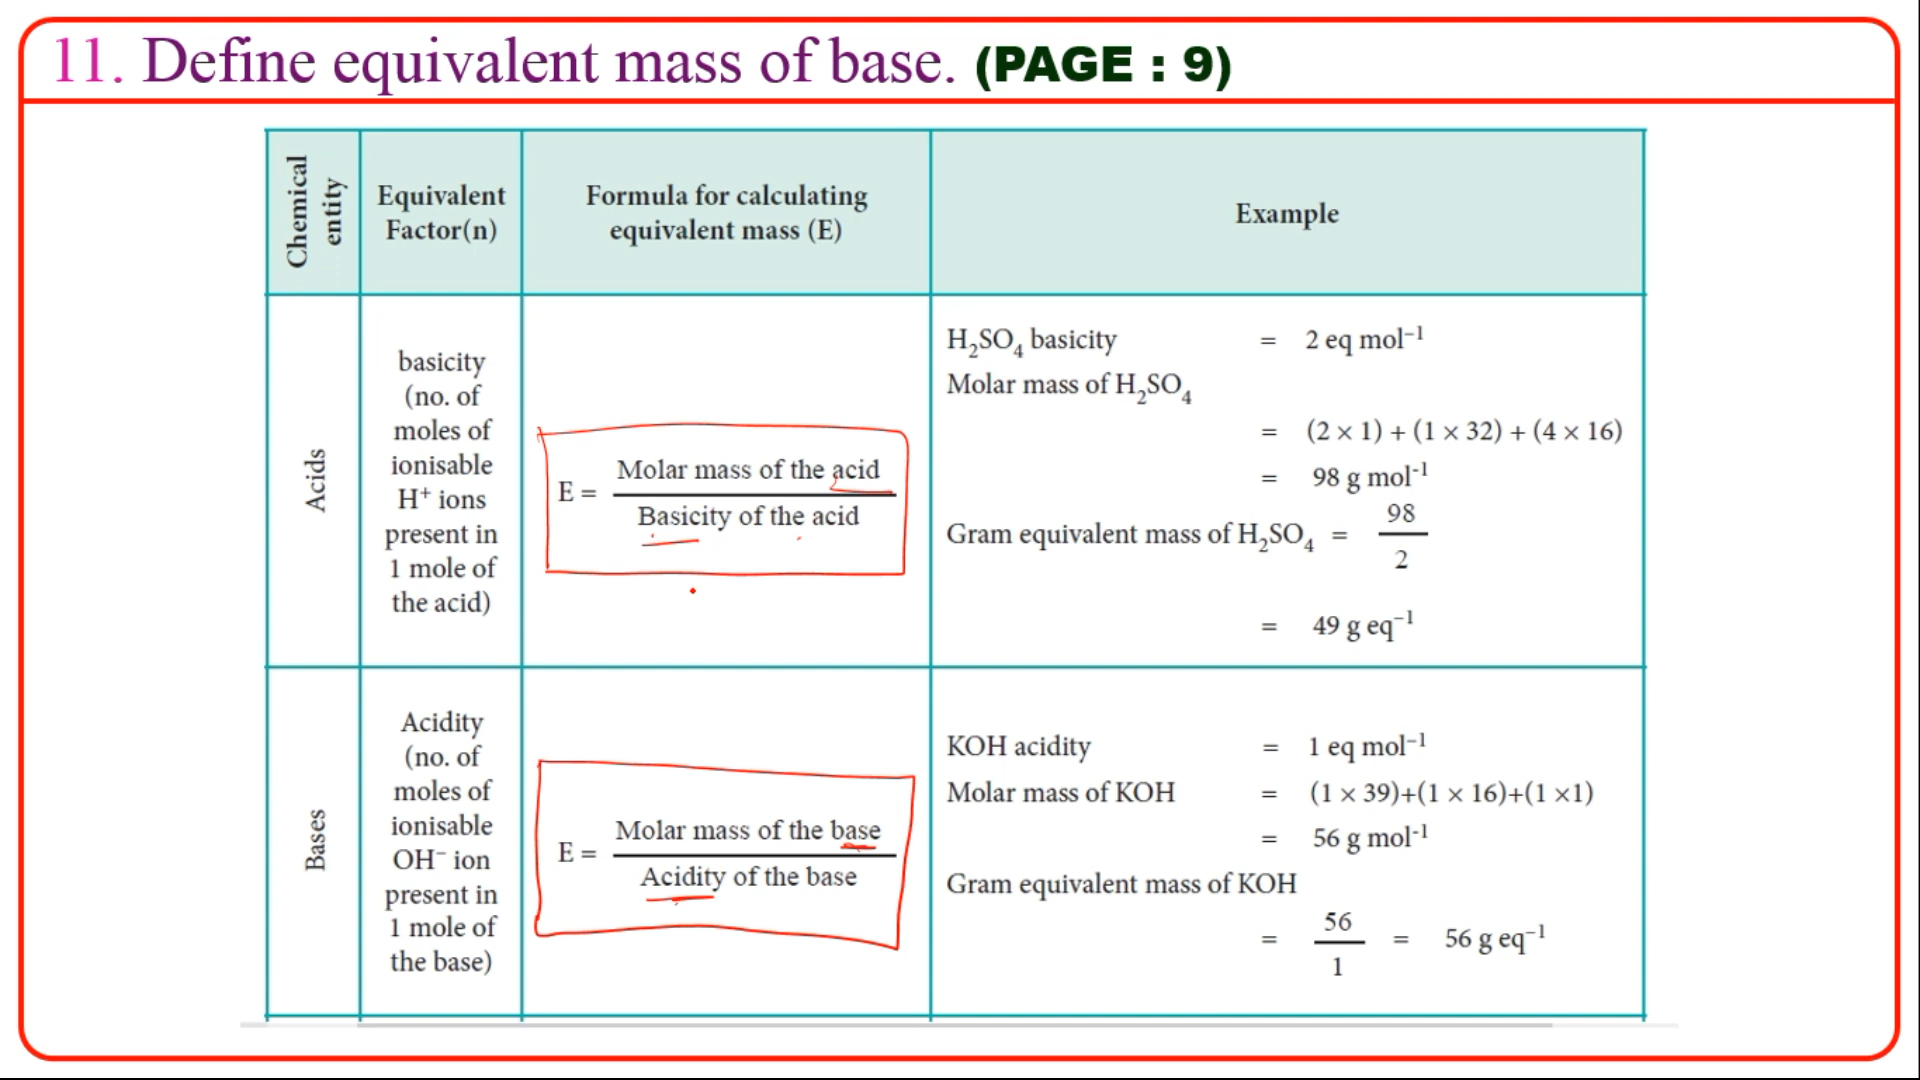 11. Define equivalent mass of base. (PAGE : 9)
Chemical
entity
Equivalent
Factor(n)
Formula for calculating
equivalent mass (E)
Example
Acids
basicity
(no. of
moles of
ionisable
H⁺ ions
present in
1 mole of
the acid)
E = Molar mass of the acid
Basicity of the acid
H₂SO₄ basicity = 2 eq mol⁻¹
Molar mass of H₂SO₄
= (2 × 1) + (1 × 32) + (4 × 16)
= 98 g mol⁻¹
Gram equivalent mass of H₂SO₄ = 98
2
= 49 g eq⁻¹
Bases
Acidity
(no. of
moles of
ionisable
OH⁻ ion
present in
1 mole of
the base)
E = Molar mass of the base
Acidity of the base
KOH acidity = 1 eq mol⁻¹
Molar mass of KOH = (1 × 39)+(1 × 16)+(1 ×1)
= 56 g mol⁻¹
Gram equivalent mass of KOH
= 56
1 = 56 g eq⁻¹